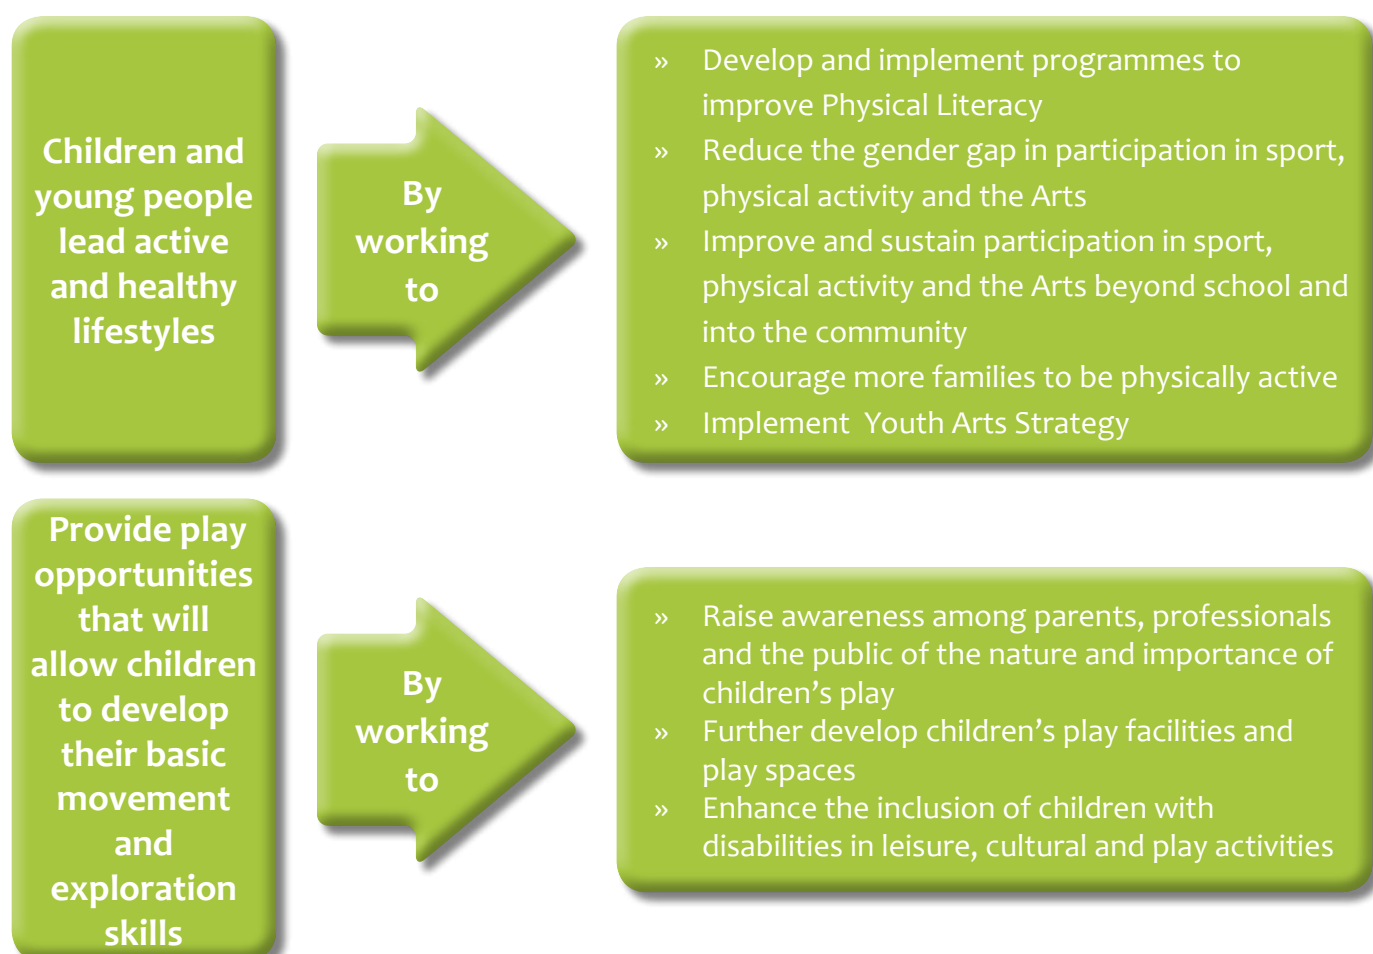 Children and
young people
lead active
and healthy
lifestyles
By
working
to
» Develop and implement programmes to
improve Physical Literacy
» Reduce the gender gap in participation in sport,
physical activity and the Arts
» Improve and sustain participation in sport,
physical activity and the Arts beyond school and
into the community
» Encourage more families to be physically active
» Implement  Youth Arts Strategy
Provide play
opportunities
that will
allow children
to develop
their basic
movement
and
exploration
skills
By
working
to
» Raise awareness among parents, professionals
and the public of the nature and importance of
children’s play
» Further develop children’s play facilities and
play spaces
» Enhance the inclusion of children with
disabilities in leisure, cultural and play activities